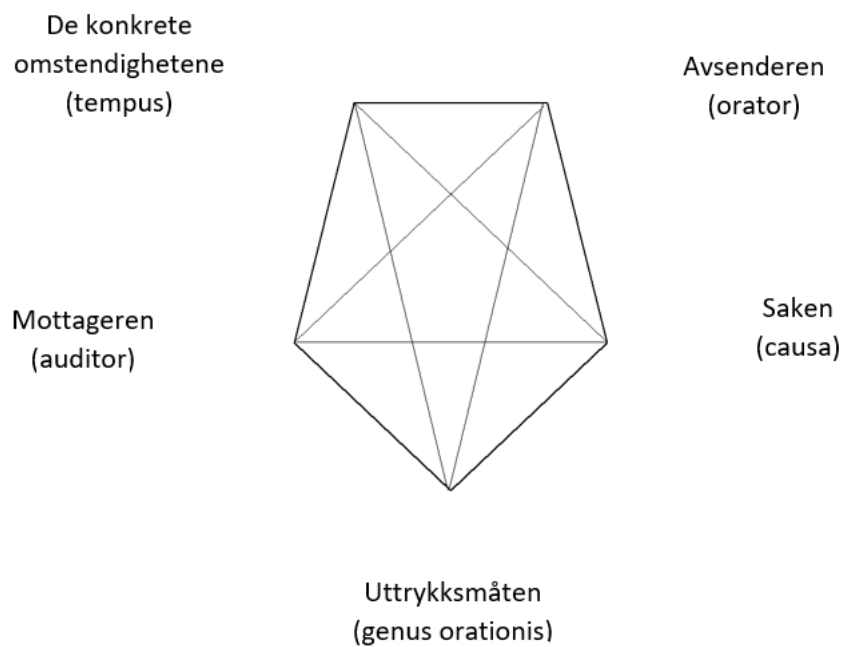 De konkrete
omstendighetene
(tempus)
Avsenderen
(orator)
Mottageren
(auditor)
Saken
(causa)
Uttrykksmåten
(genus orationis)